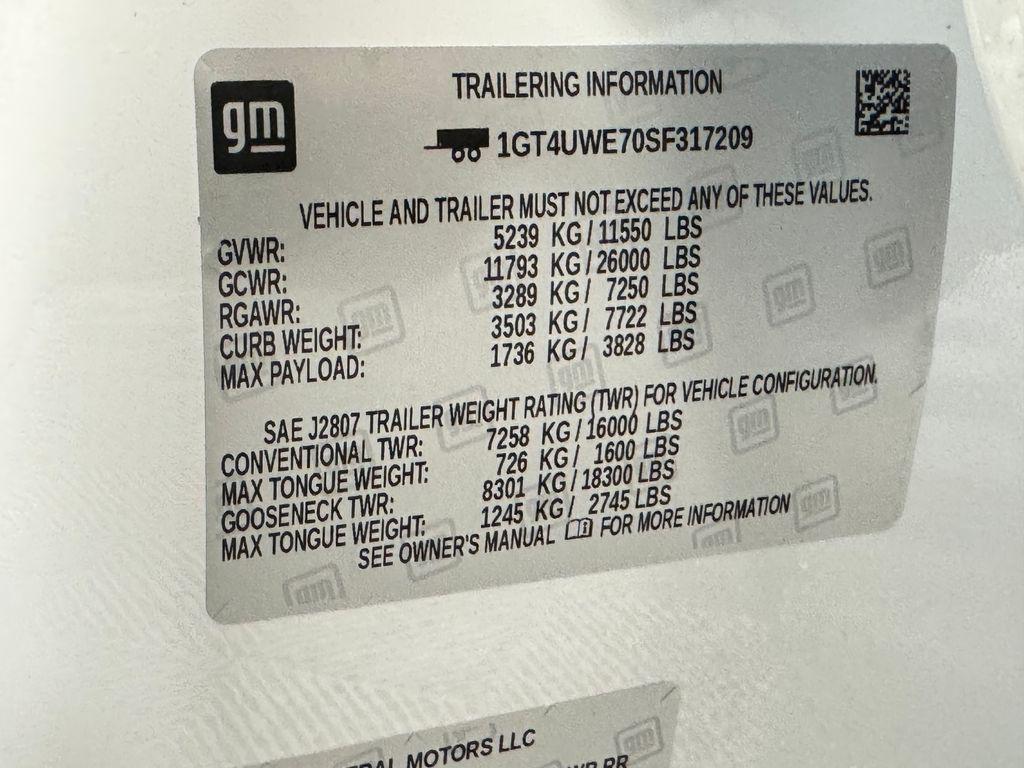 gm
TRAILERING INFORMATION
1GT4UWE70SF317209
VEHICLE AND TRAILER MUST NOT EXCEED ANY OF THESE VALUES.
GVWR: 5239 KG/11550 LBS
GCWR: 11793 KG/26000 LBS
RGAWR: 3289 KG/ 7250 LBS
CURB WEIGHT: 3503 KG/ 7722 LBS
MAX PAYLOAD: 1736 KG/ 3828 LBS
SAE J2807 TRAILER WEIGHT RATING (TWR) FOR VEHICLE CONFIGURATION.
CONVENTIONAL TWR: 7258 KG/16000 LBS
MAX TONGUE WEIGHT: 726 KG/ 1600 LBS
GOOSENECK TWR: 8301 KG/18300 LBS
MAX TONGUE WEIGHT: 1245 KG/ 2745 LBS
SEE OWNER'S MANUAL FOR MORE INFORMATION
MOTORS LLC
RR